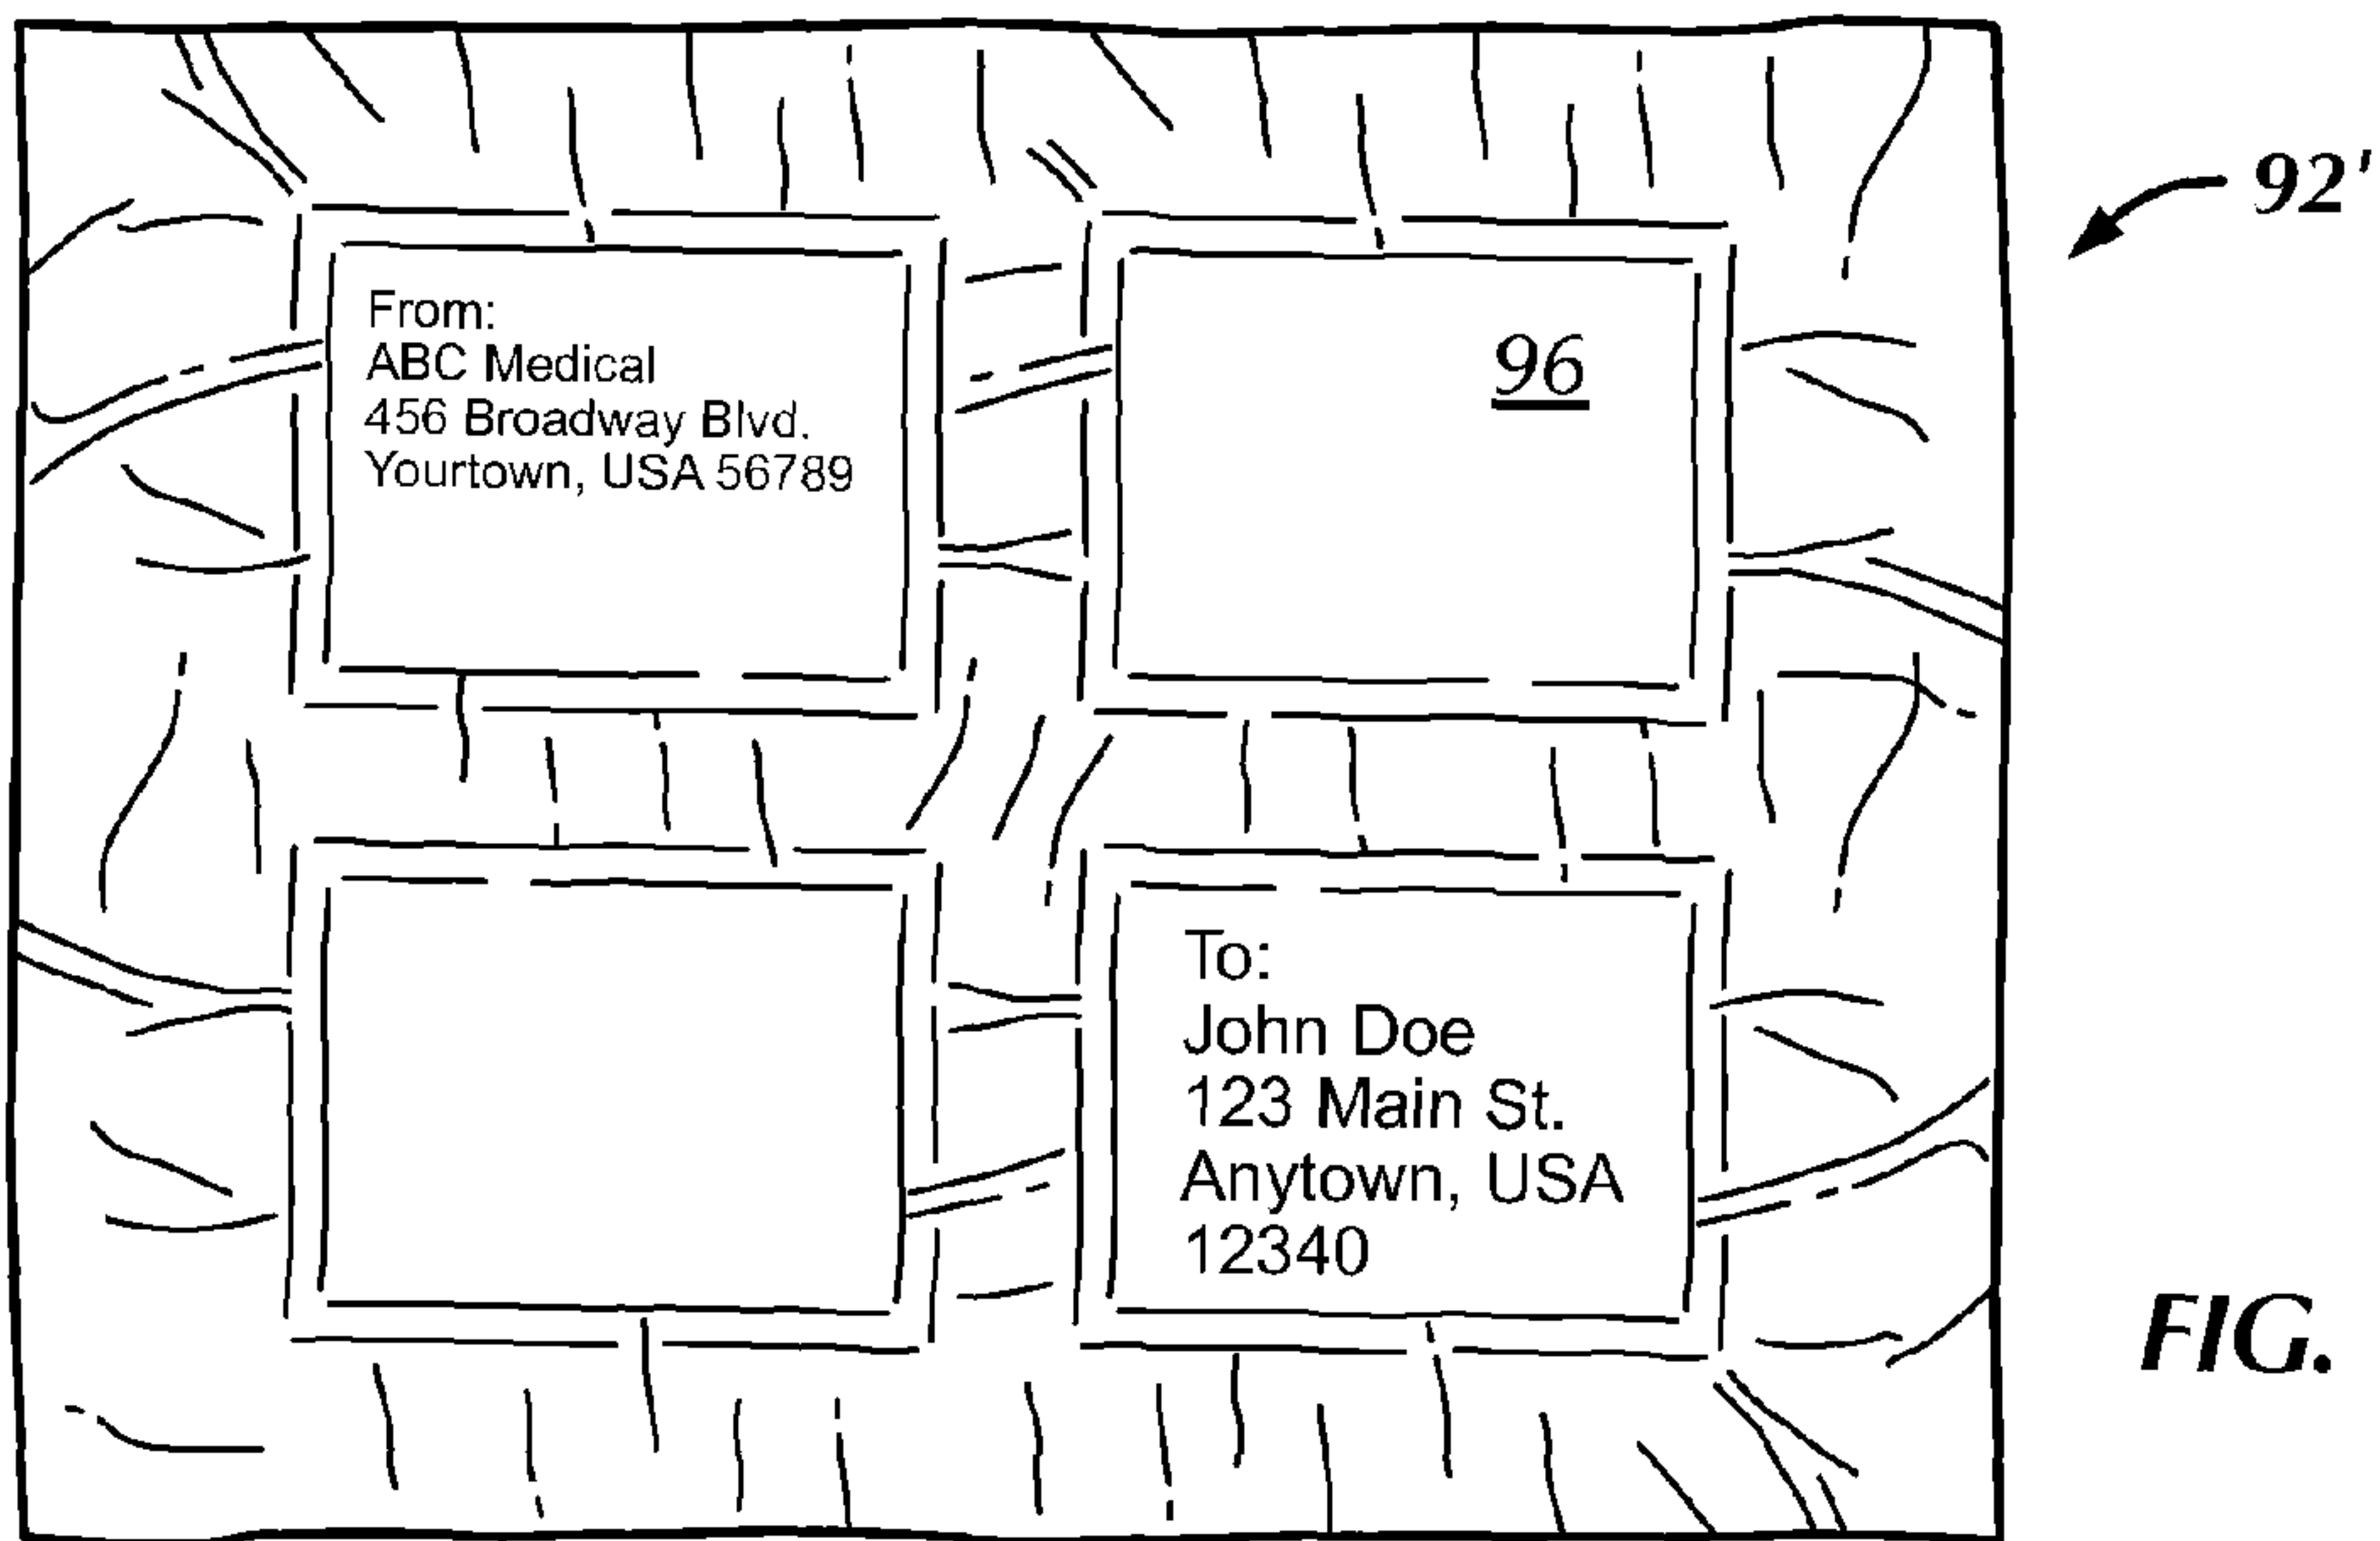 92'
From:
ABC Medical
456 Broadway Blvd.
Yourtown, USA 56789
96
To:
John Doe
123 Main St.
Anytown, USA
12340
FIG.